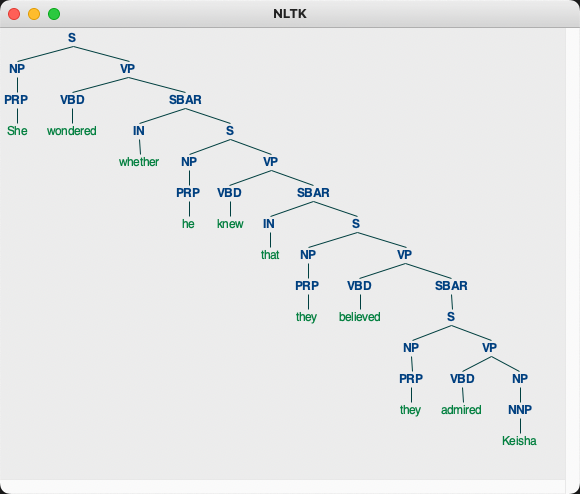 NLTK
S
NP VP
PRP VBD SBAR
She wondered IN S
whether NP VP
PRP VBD SBAR
he knew IN S
that NP VP
PRP VBD SBAR
they believed S
NP VP
PRP VBD NP
they admired NNP
Keisha